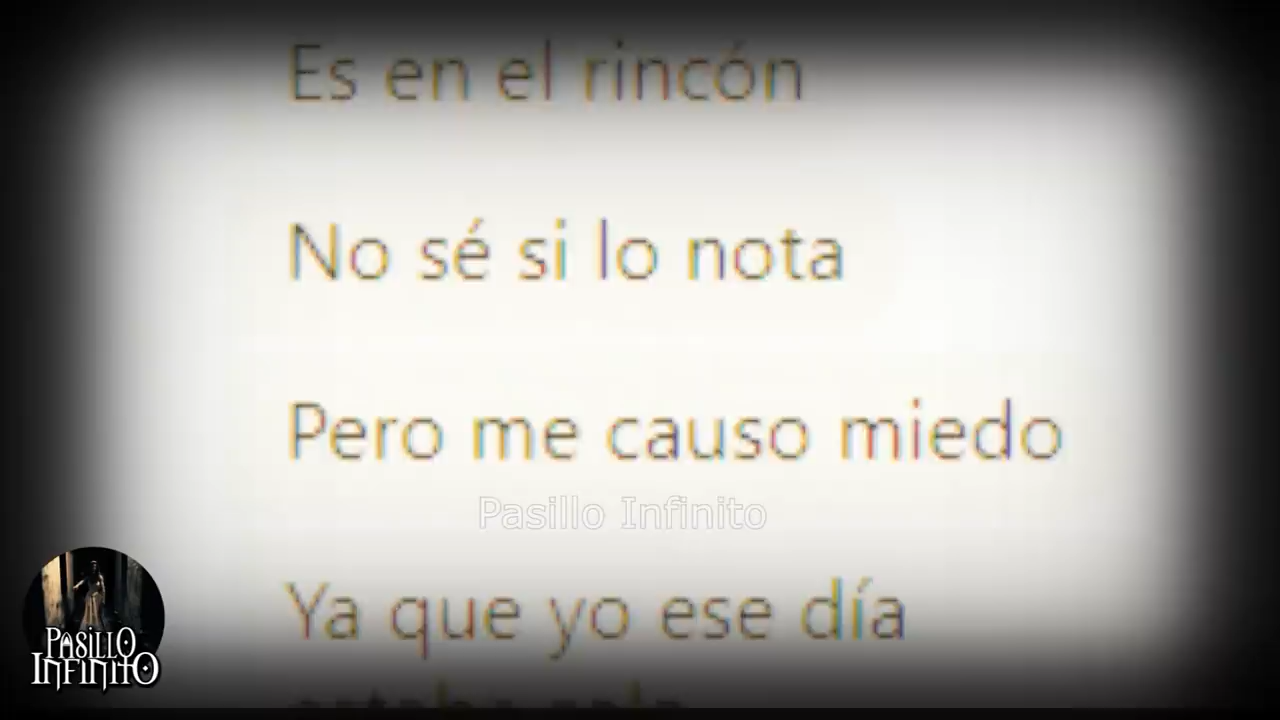 Es en el rincón
No sé si lo nota
Pero me causo miedo
Pasillo Infinito
Ya que yo ese día
PASILLO
INFINITO